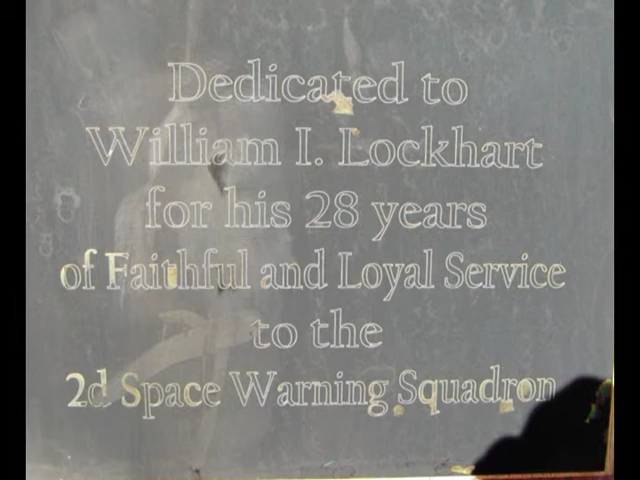 Dedicated to
William I. Lockhart
for his 28 years
of Faithful and Loyal Service
to the
2d Space Warning Squadron